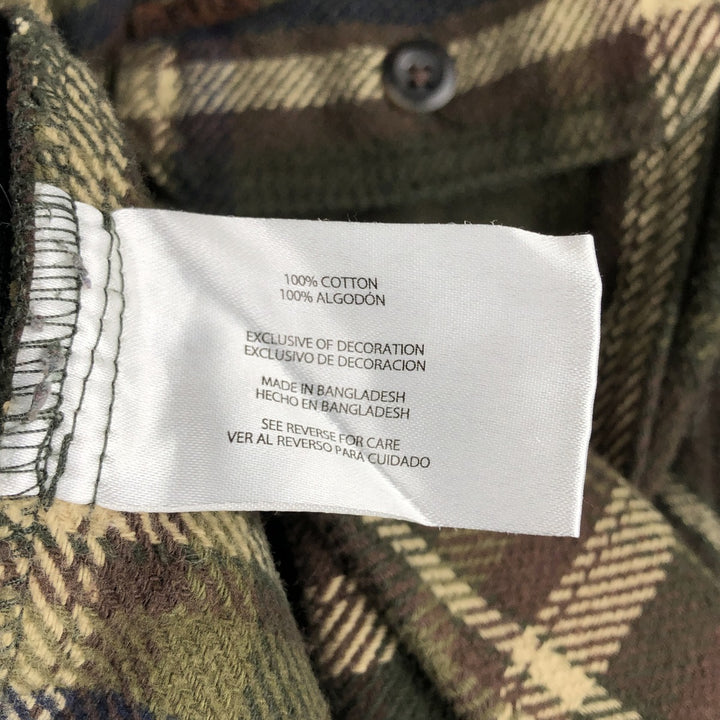 100% COTTON
100% ALGODÓN
EXCLUSIVE OF DECORATION
EXCLUSIVO DE DECORACION
MADE IN BANGLADESH
HECHO EN BANGLADESH
SEE REVERSE FOR CARE
VER AL REVERSO PARA CUIDADO